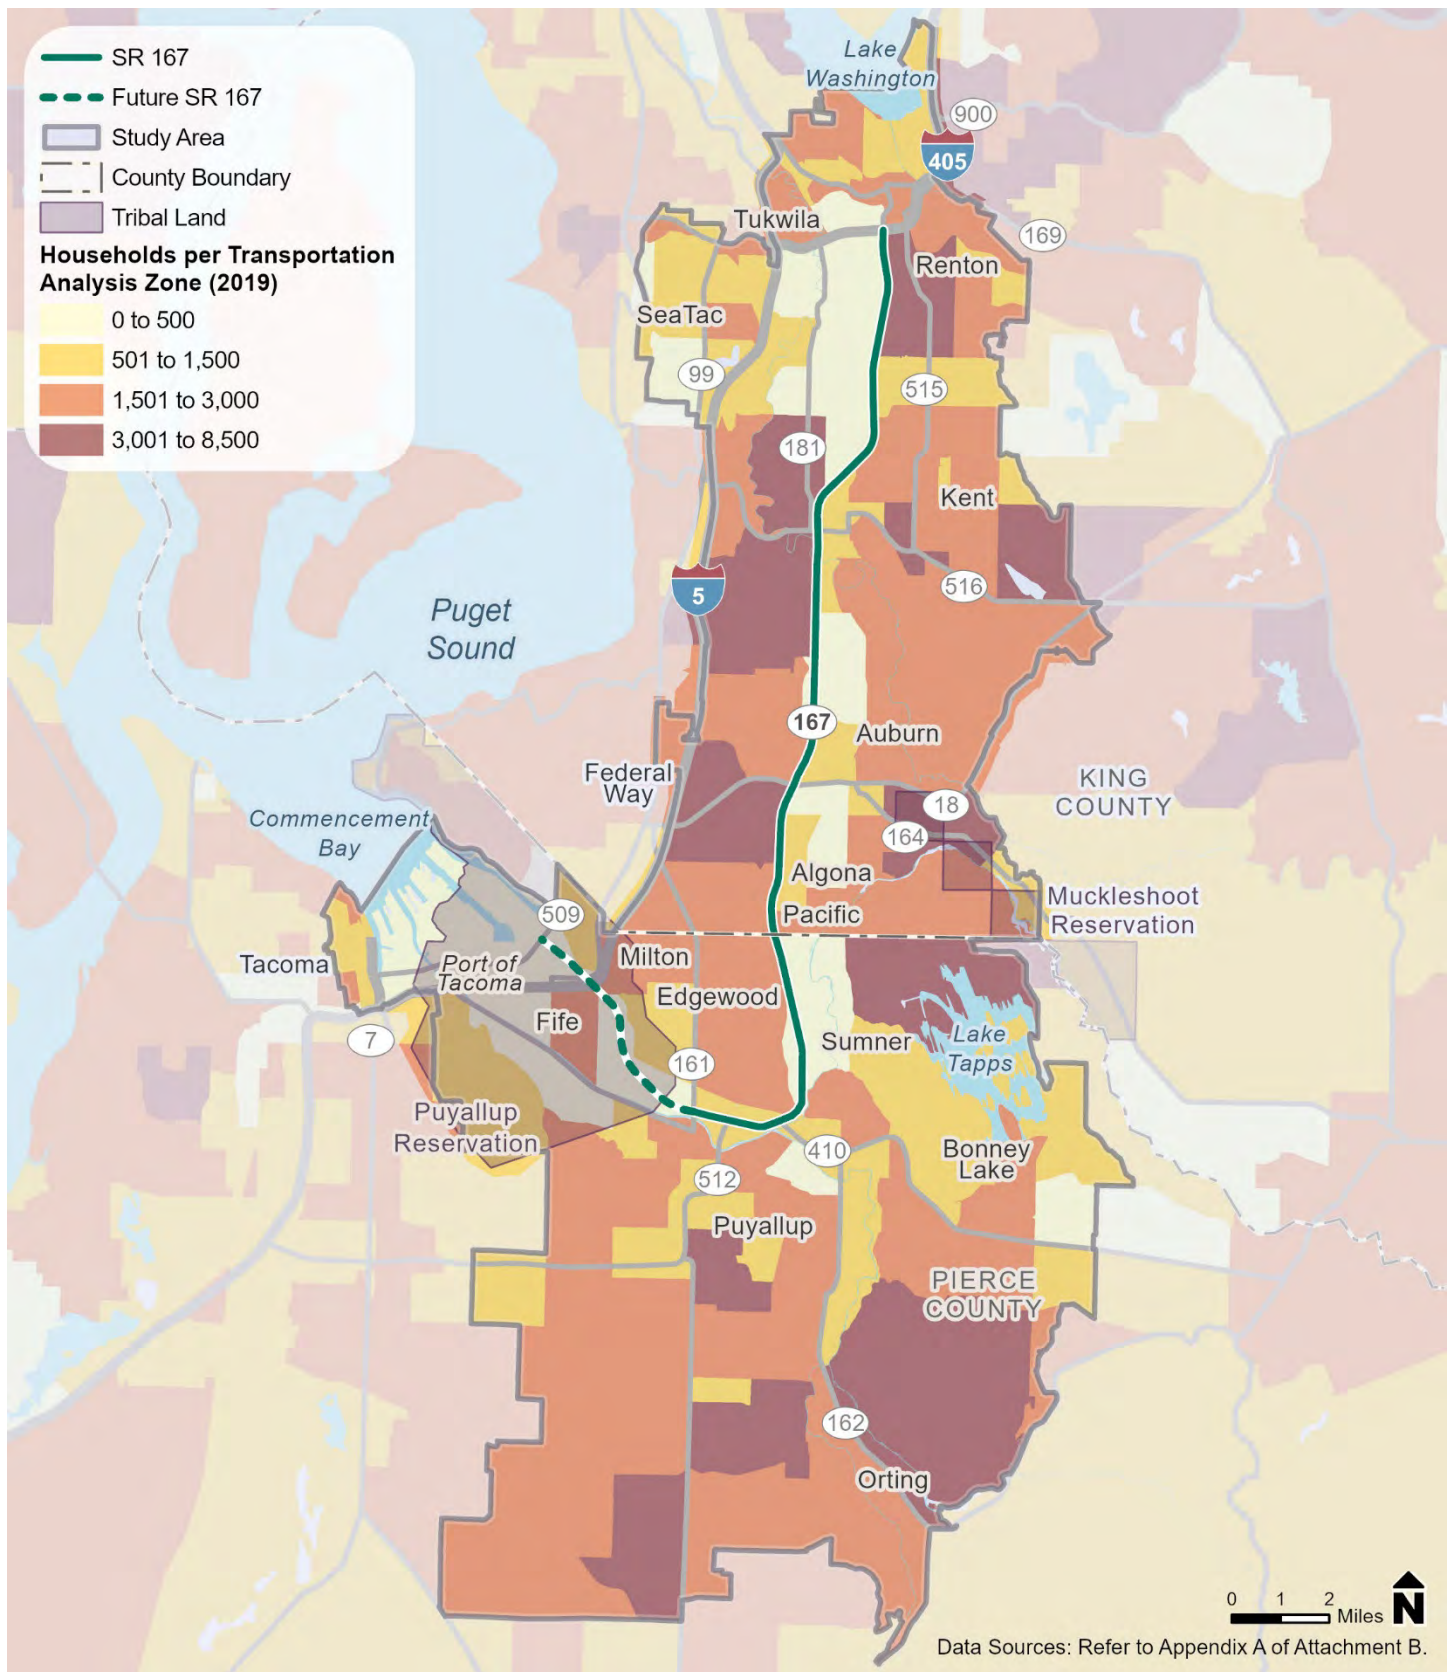 SR 167
Future SR 167
Study Area
County Boundary
Tribal Land
Households per Transportation
Analysis Zone (2019)
0 to 500
501 to 1,500
1,501 to 3,000
3,001 to 8,500
Lake
Washington
900
405
169
Tukwila
Renton
SeaTac
99
515
181
Kent
516
5
Puget
Sound
167
Auburn
Federal
Way
KING
COUNTY
18
164
Commencement
Bay
Algona
Pacific
Muckleshoot
Reservation
509
Milton
Tacoma
Port of
Tacoma
Edgewood
Fife
Sumner
Lake
Tapps
7
161
Puyallup
Reservation
410
Bonney
Lake
512
Puyallup
PIERCE
COUNTY
162
Orting
0 1 2
Miles
N
Data Sources: Refer to Appendix A of Attachment B.